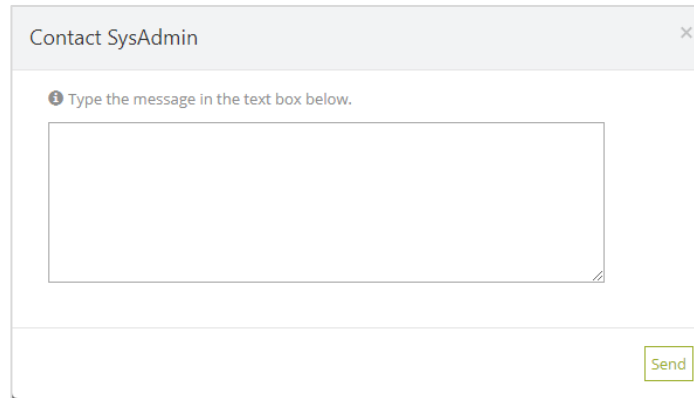 Contact SysAdmin
Type the message in the text box below.
Send